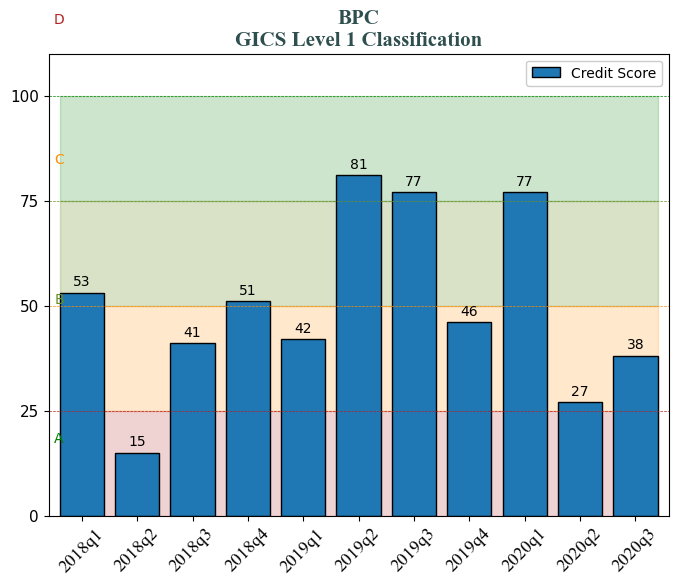 D
BPC
GICS Level 1 Classification
Credit Score
100
C
81
77
77
75
53
51
B
50
46
42
41
38
27
25
A
15
0
2018q1
2018q2
2018q3
2018q4
2019q1
2019q2
2019q3
2019q4
2020q1
2020q2
2020q3